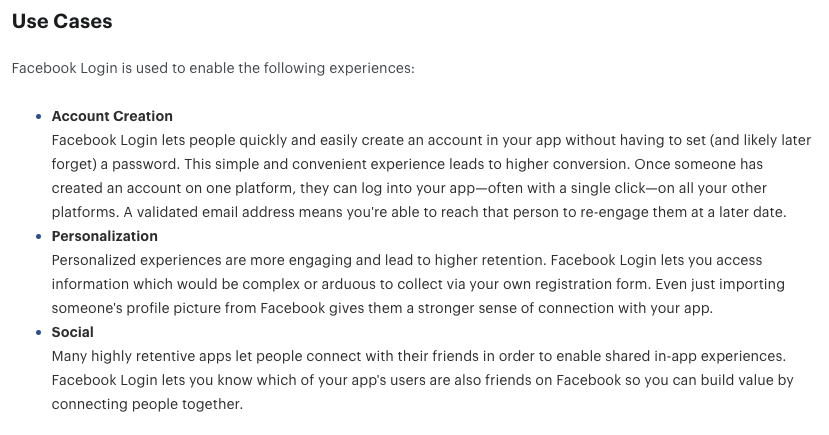 Use Cases
Facebook Login is used to enable the following experiences:
• Account Creation
Facebook Login lets people quickly and easily create an account in your app without having to set (and likely later
forget) a password. This simple and convenient experience leads to higher conversion. Once someone has
created an account on one platform, they can log into your app—often with a single click—on all your other
platforms. A validated email address means you're able to reach that person to re-engage them at a later date.
• Personalization
Personalized experiences are more engaging and lead to higher retention. Facebook Login lets you access
information which would be complex or arduous to collect via your own registration form. Even just importing
someone's profile picture from Facebook gives them a stronger sense of connection with your app.
• Social
Many highly retentive apps let people connect with their friends in order to enable shared in-app experiences.
Facebook Login lets you know which of your app's users are also friends on Facebook so you can build value by
connecting people together.